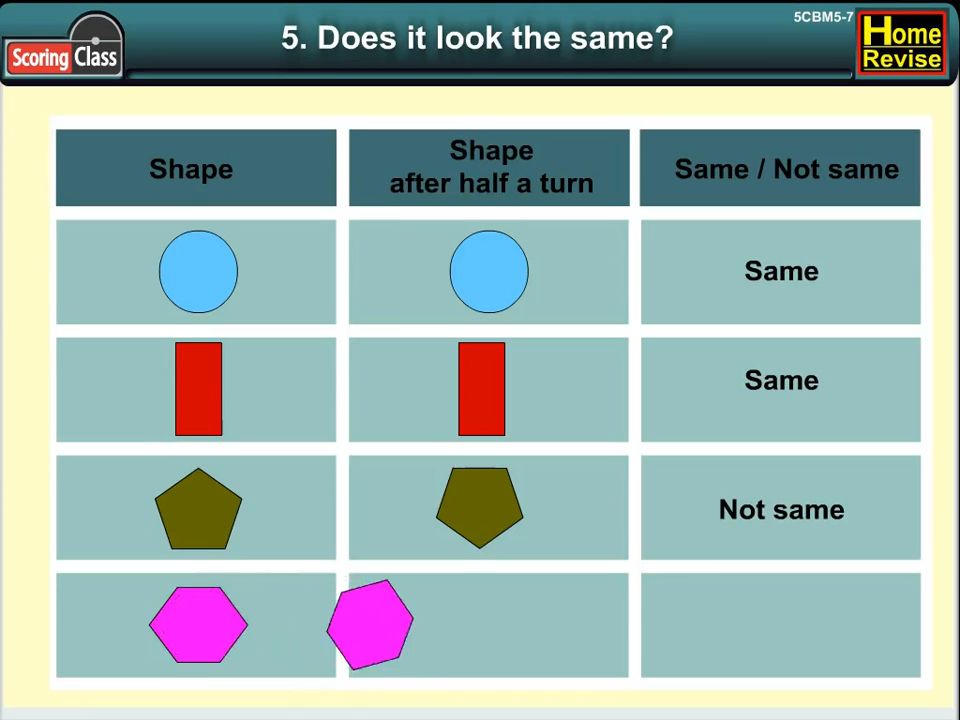 5CBM5-7
Scoring Class
5. Does it look the same?
Home
Revise
Shape
Shape
after half a turn
Same / Not same
Same
Same
Not same